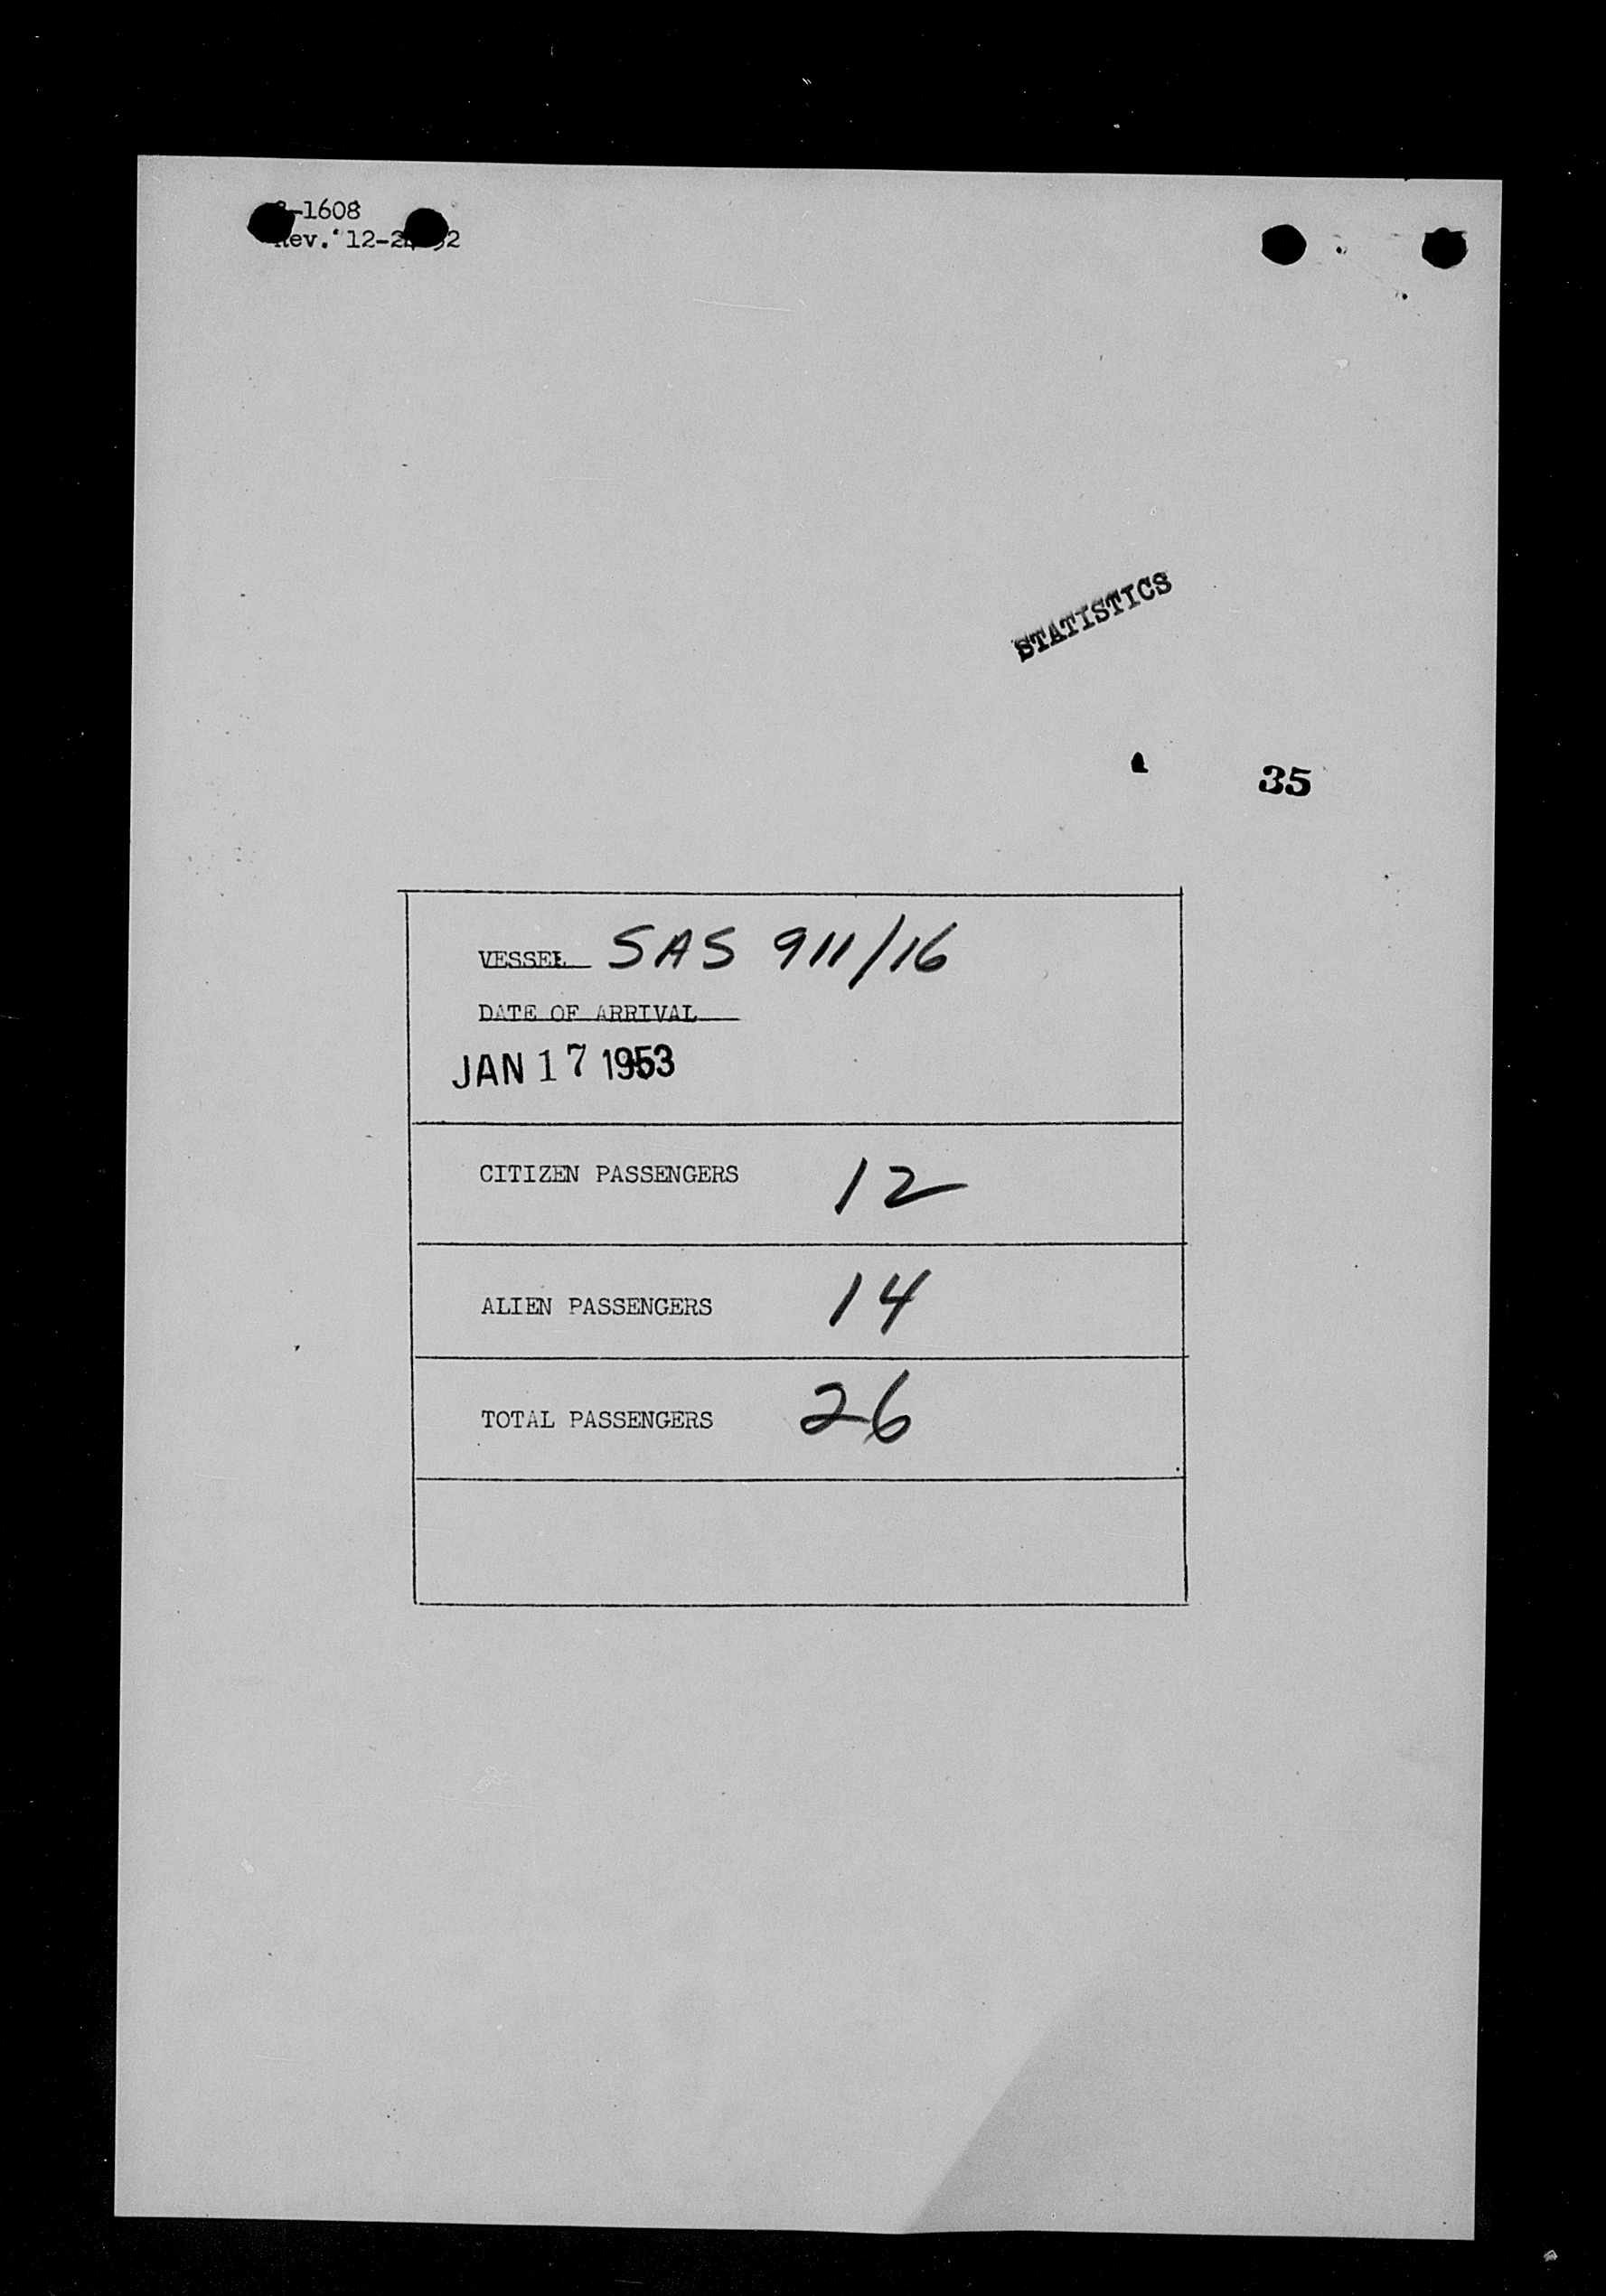 -1608
Rev. 12-2 52
STATISTICS
35
VESSEL SAS 911/16
DATE OF ARRIVAL
JAN 17 1953
CITIZEN PASSENGERS 12
ALIEN PASSENGERS 14
TOTAL PASSENGERS 26